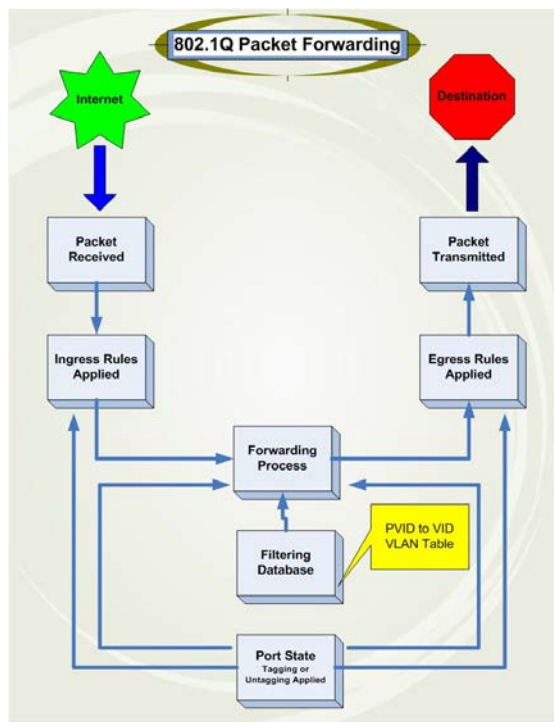 802.1Q Packet Forwarding
Internet
Destination
Packet
Received
Packet
Transmitted
Ingress Rules
Applied
Egress Rules
Applied
Forwarding
Process
PVID to VID
VLAN Table
Filtering
Database
Port State
Tagging or
Untagging Applied